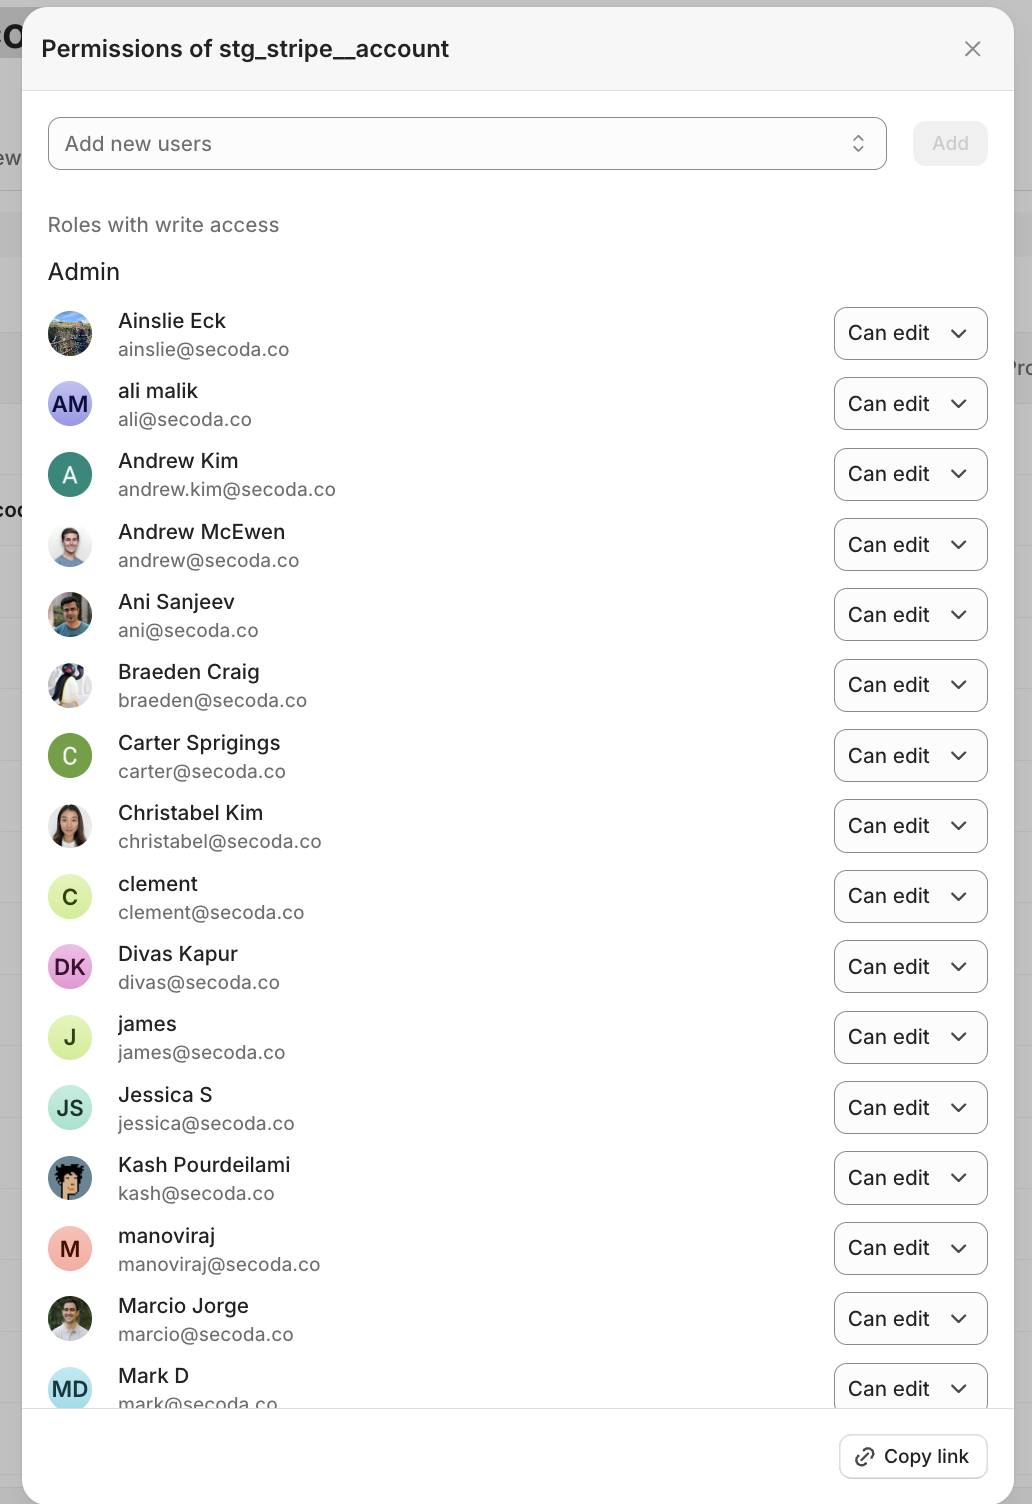 Permissions of stg_stripe__account
Add new users
Add
Roles with write access
Admin
Ainslie Eck
ainslie@secoda.co
Can edit
AM
ali malik
ali@secoda.co
Can edit
A
Andrew Kim
andrew.kim@secoda.co
Can edit
Andrew McEwen
andrew@secoda.co
Can edit
Ani Sanjeev
ani@secoda.co
Can edit
Braeden Craig
braeden@secoda.co
Can edit
C
Carter Sprigings
carter@secoda.co
Can edit
Christabel Kim
christabel@secoda.co
Can edit
C
clement
clement@secoda.co
Can edit
DK
Divas Kapur
divas@secoda.co
Can edit
J
james
james@secoda.co
Can edit
JS
Jessica S
jessica@secoda.co
Can edit
Kash Pourdeilami
kash@secoda.co
Can edit
M
manoviraj
manoviraj@secoda.co
Can edit
Marcio Jorge
marcio@secoda.co
Can edit
MD
Mark D
mark@secoda.co
Can edit
Copy link